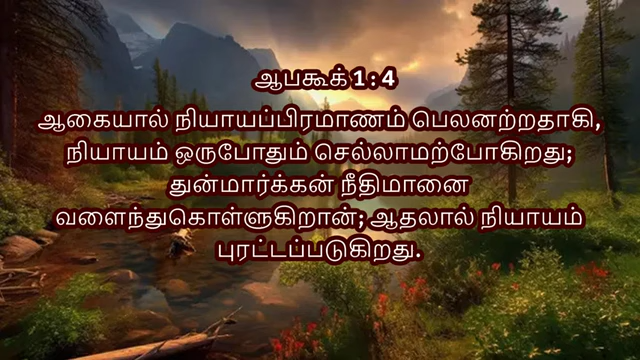 ஆபகூக் 1 : 4
ஆகையால் நியாயப்பிரமாணம் பெலனற்றதாகி,
நியாயம் ஒருபோதும் செல்லாமற்போகிறது;
துன்மார்க்கன் நீதிமானை
வளைந்துகொள்ளுகிறான்; ஆதலால் நியாயம்
புரட்டப்படுகிறது.